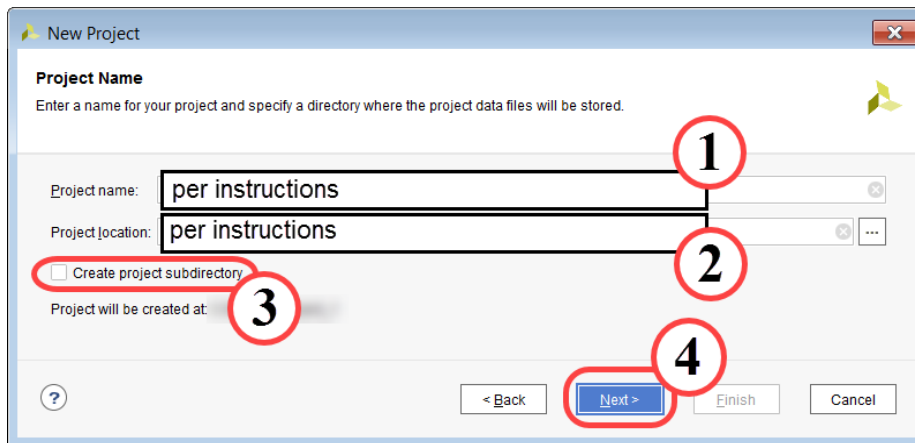 New Project
Project Name
Enter a name for your project and specify a directory where the project data files will be stored.
1
Project name: per instructions
Project location: per instructions ...
2
Create project subdirectory
3
Project will be created at:
4
? < Back Next > Finish Cancel